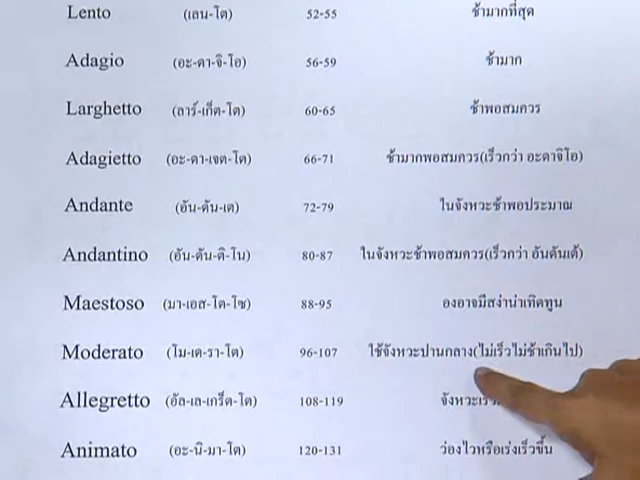 Lento (เลน-โต) 52-55 ช้ามากที่สุด
Adagio (อะ-ดา-จิ-โอ) 56-59 ช้ามาก
Larghetto (ลาร์-เก็ต-โต) 60-65 ช้าพอสมควร
Adagietto (อะ-ดา-เจต-โต) 66-71 ช้ามากพอสมควร(เร็วกว่า อะดาจิโอ)
Andante (อัน-ดัน-เต) 72-79 ในจังหวะช้าพอประมาณ
Andantino (อัน-ดัน-ติ-โน) 80-87 ในจังหวะช้าพอสมควร(เร็วกว่า อันดันเต้)
Maestoso (มา-เอส-โต-โซ) 88-95 องอาจมีสง่าน่าเทิดทูน
Moderato (โม-เด-รา-โต) 96-107 ใช้จังหวะปานกลาง(ไม่เร็วไม่ช้าเกินไป)
Allegretto (อัล-เล-เกร็ต-โต) 108-119 จังหวะเร็ว
Animato (อะ-นิ-มา-โต) 120-131 ว่องไวหรือเร่งเร็วขึ้น